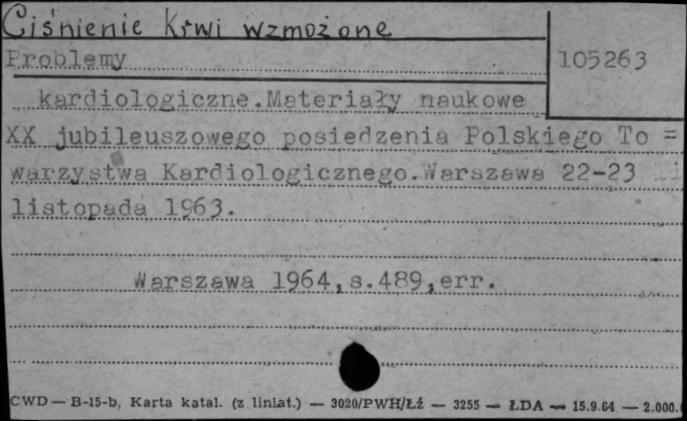 Ciśnienie krwi wzmożone
Problemy
105263
kardiologiczne.Materiały naukowe
XX jubileuszowego posiedzenia Polskiego To =
warzystwa Kardiologicznego.Warszawa 22-23
listopada 1963.
Warszawa 1964,s.489,err.
CWD — B-15-b, Karta katal. (z liniat.) — 3020/PWH/Łź — 3255 — ŁDA — 15.9.64 — 2.000.